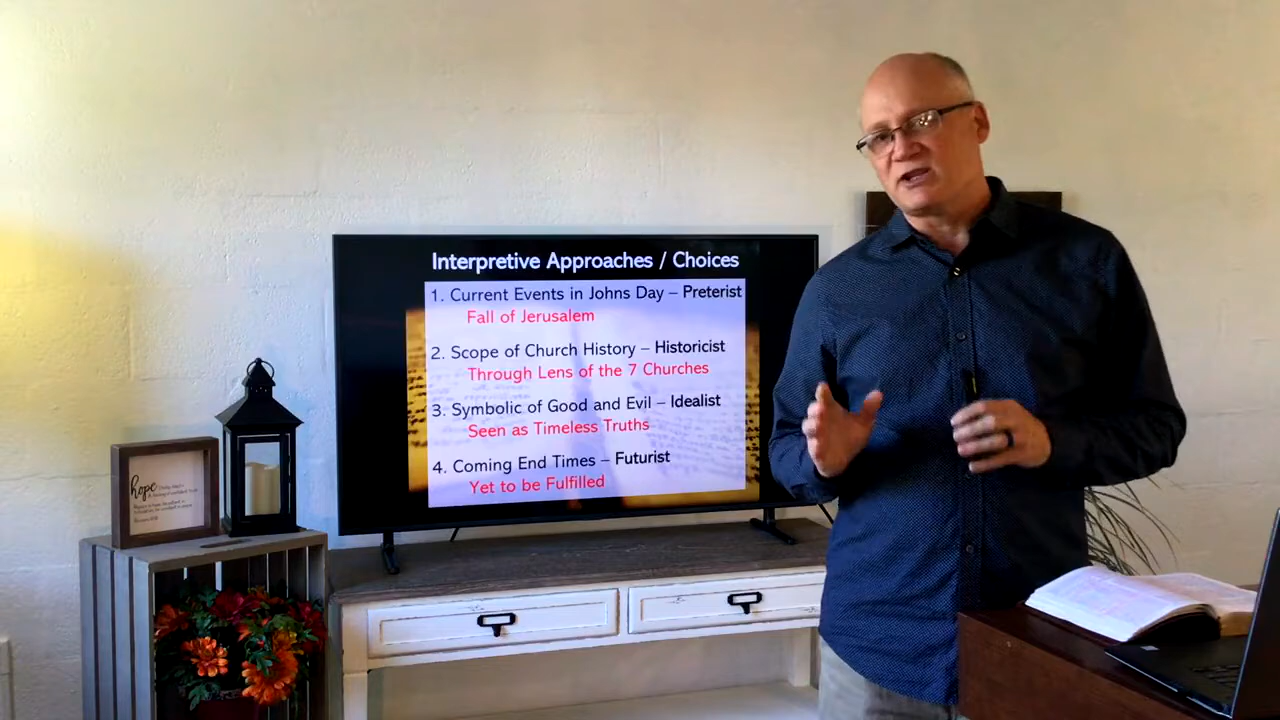 Interpretive Approaches / Choices
1. Current Events in Johns Day – Preterist
Fall of Jerusalem
2. Scope of Church History – Historicist
Through Lens of the 7 Churches
3. Symbolic of Good and Evil – Idealist
Seen as Timeless Truths
4. Coming End Times – Futurist
Yet to be Fulfilled
hope